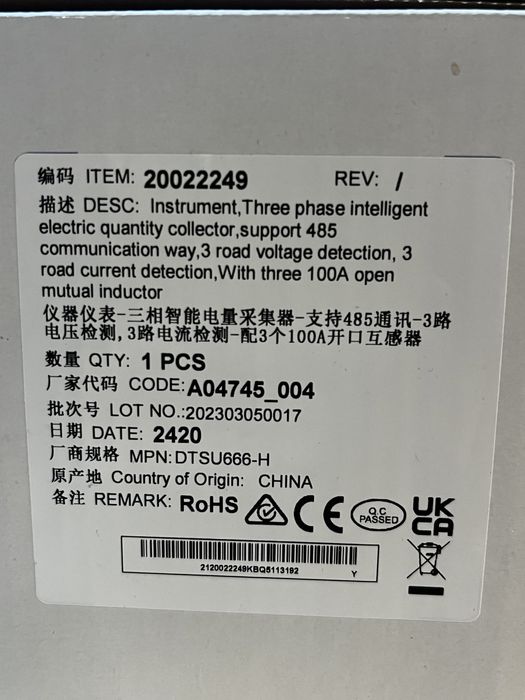 编码 ITEM: 20022249 REV: /
描述 DESC: Instrument,Three phase intelligent
electric quantity collector,support 485
communication way,3 road voltage detection, 3
road current detection,With three 100A open
mutual inductor
仪器仪表-三相智能电量采集器-支持485通讯-3路
电压检测,3路电流检测-配3个100A开口互感器
数量 QTY: 1 PCS
厂家代码 CODE:A04745_004
批次号 LOT NO.:202303050017
日期 DATE: 2420
厂商规格 MPN:DTSU666-H
原产地 Country of Origin: CHINA
备注 REMARK: RoHS CE Q.C PASSED UK CA
2120022249KBQ5113192 Y